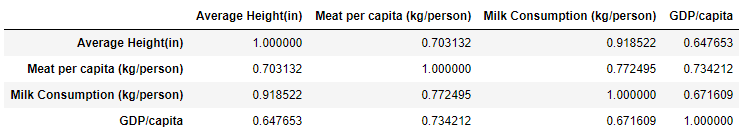 Average Height(in) Meat per capita (kg/person) Milk Consumption (kg/person) GDP/capita
Average Height(in) 1.000000 0.703132 0.918522 0.647653
Meat per capita (kg/person) 0.703132 1.000000 0.772495 0.734212
Milk Consumption (kg/person) 0.918522 0.772495 1.000000 0.671609
GDP/capita 0.647653 0.734212 0.671609 1.000000